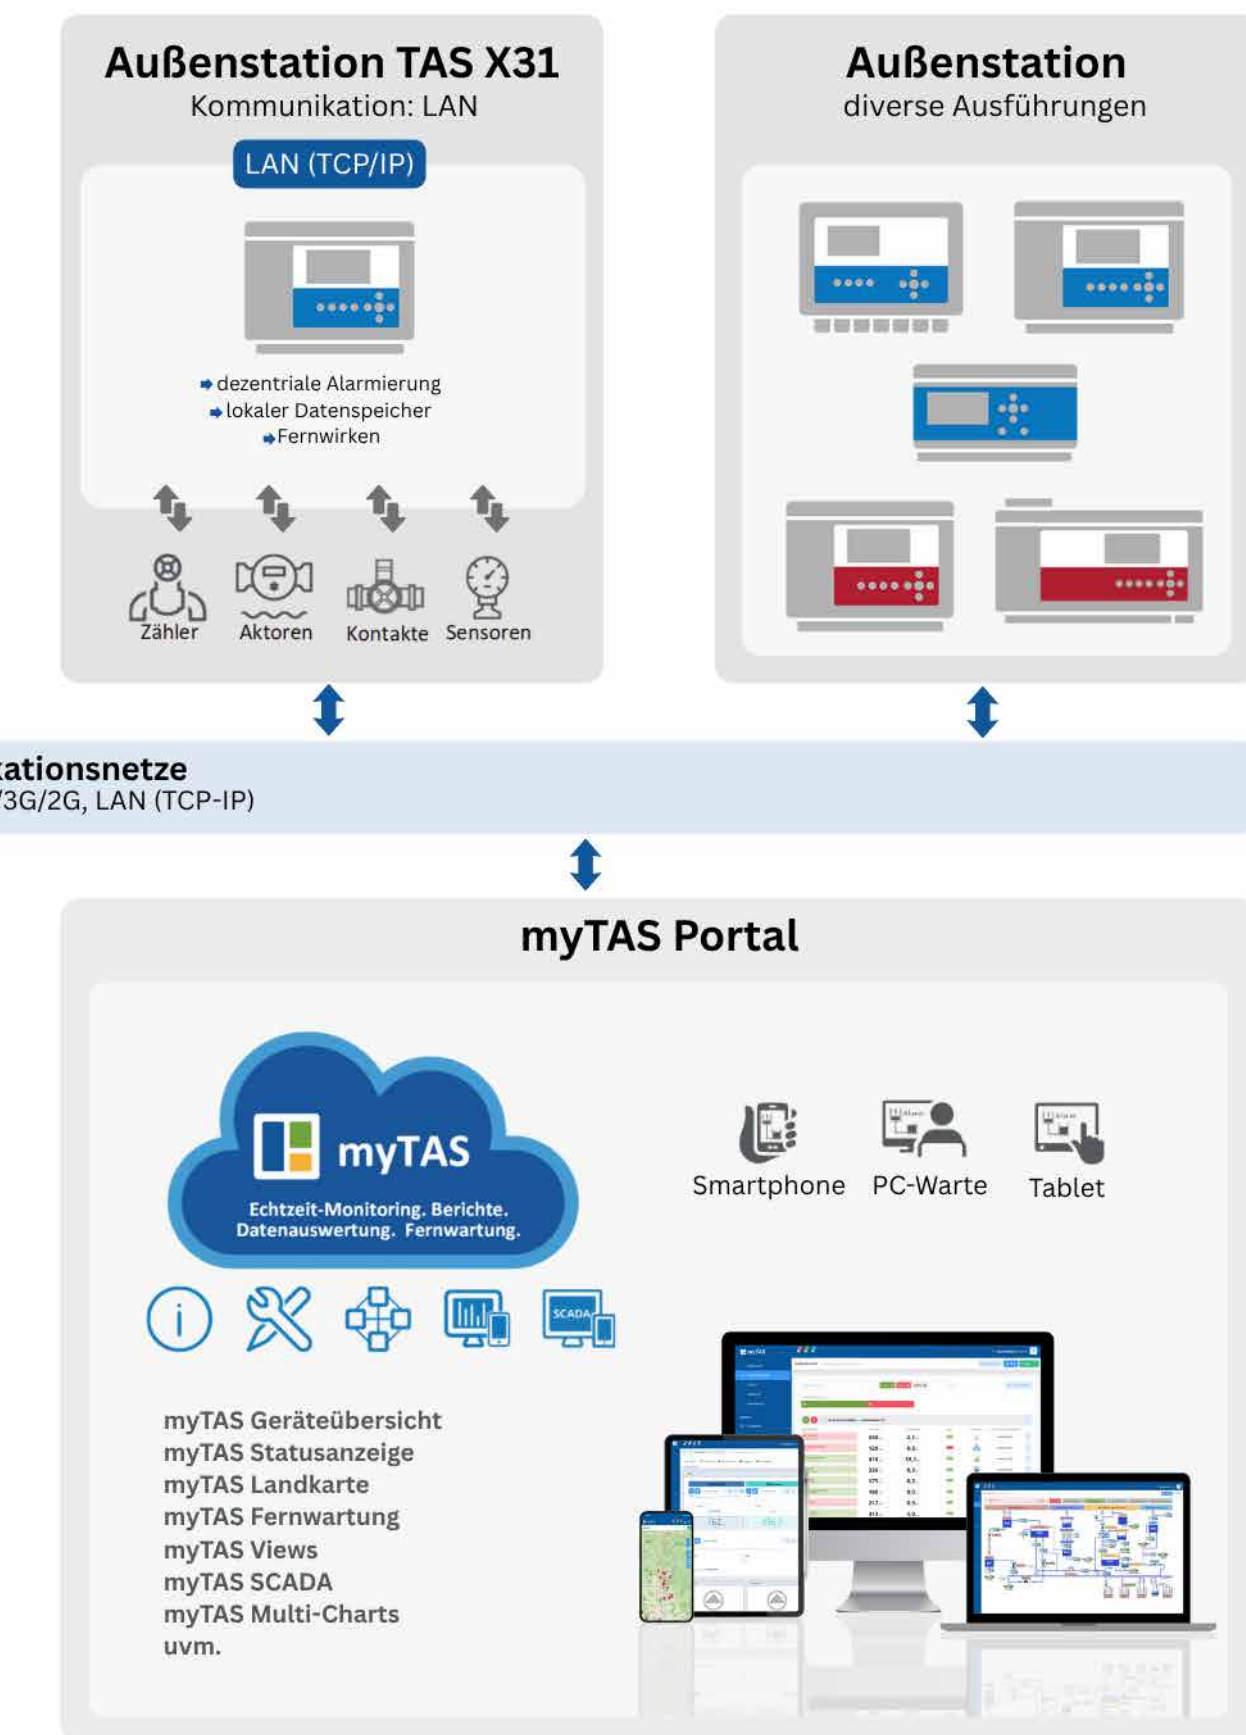 Außenstation TAS X31
Kommunikation: LAN
LAN (TCP/IP)
dezentriale Alarmierung
lokaler Datenspeicher
Fernwirken
Zähler Aktoren Kontakte Sensoren
Außenstation
diverse Ausführungen
kationsnetze
/3G/2G, LAN (TCP-IP)
myTAS Portal
myTAS
Echtzeit-Monitoring. Berichte.
Datenauswertung. Fernwartung.
SCADA
Smartphone PC-Warte Tablet
myTAS Geräteübersicht
myTAS Statusanzeige
myTAS Landkarte
myTAS Fernwartung
myTAS Views
myTAS SCADA
myTAS Multi-Charts
uvm.